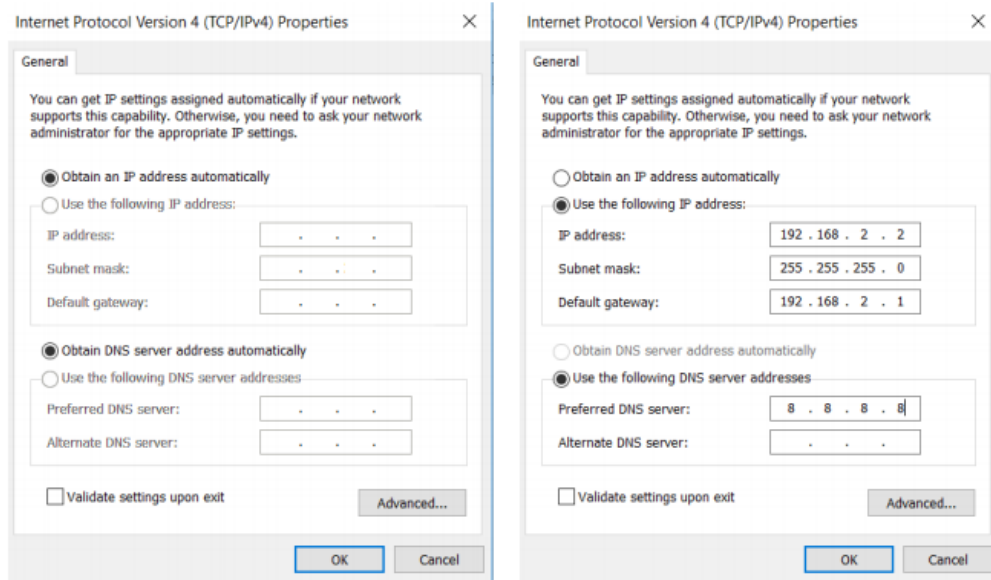 Internet Protocol Version 4 (TCP/IPv4) Properties
General
You can get IP settings assigned automatically if your network
supports this capability. Otherwise, you need to ask your network
administrator for the appropriate IP settings.
Obtain an IP address automatically
Use the following IP address:
IP address:
. . .
Subnet mask:
. . .
Default gateway:
. . .
Obtain DNS server address automatically
Use the following DNS server addresses
Preferred DNS server:
. . .
Alternate DNS server:
. . .
Validate settings upon exit
Advanced...
OK
Cancel
Internet Protocol Version 4 (TCP/IPv4) Properties
General
You can get IP settings assigned automatically if your network
supports this capability. Otherwise, you need to ask your network
administrator for the appropriate IP settings.
Obtain an IP address automatically
Use the following IP address:
IP address:
192 . 168 . 2 . 2
Subnet mask:
255 . 255 . 255 . 0
Default gateway:
192 . 168 . 2 . 1
Obtain DNS server address automatically
Use the following DNS server addresses
Preferred DNS server:
8 . 8 . 8 . 8
Alternate DNS server:
. . .
Validate settings upon exit
Advanced...
OK
Cancel